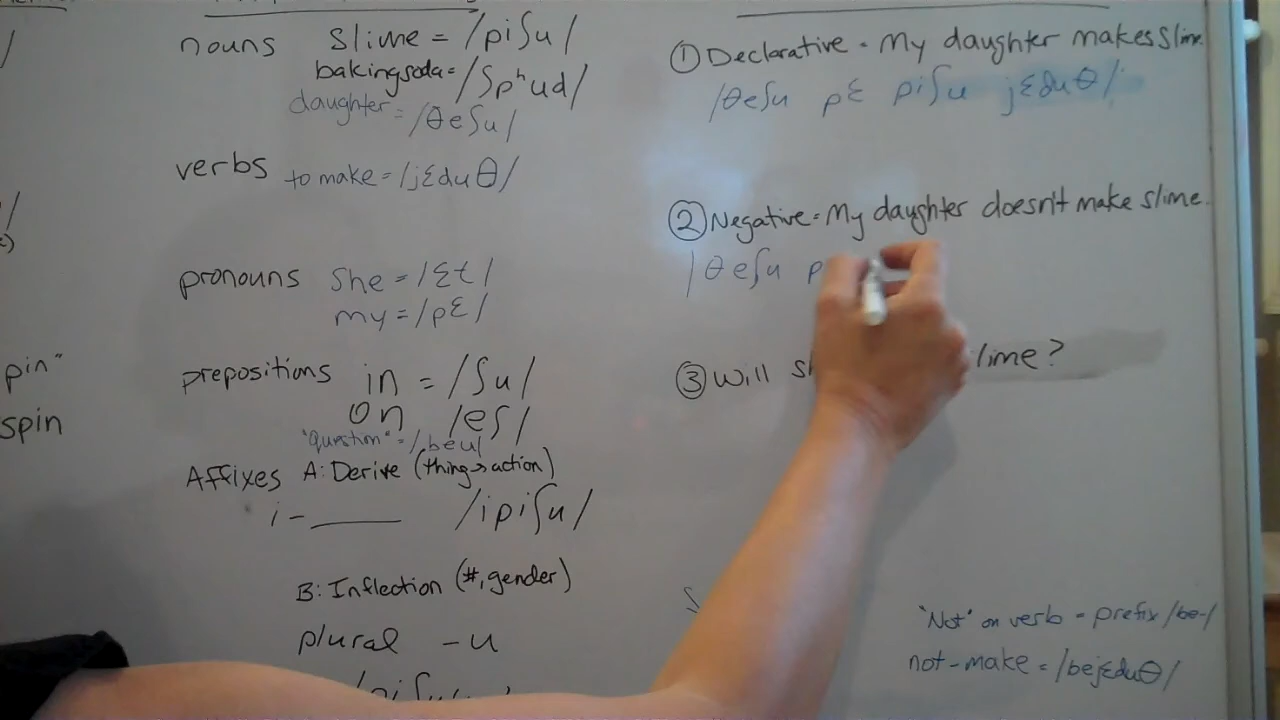 /
/
pin"
spin
nouns slime = /piʃu/
bakingsoda = /ʃpʰud/
daughter = /θeʃu/
verbs to make = /jƐduθ/
pronouns she = /Ɛt/
my = /pƐ/
prepositions in = /ʃu/
on /eʃ/
"question" = /beu/
Affixes A: Derive (thing→action)
i-____ /ipiʃu/
B: Inflection (#, gender)
plural -u
① Declarative = My daughter makes slime.
/θeʃu pƐ piʃu jƐduθ/
② Negative = My daughter doesn't make slime.
/θeʃu p
③ Will sh lime?
"Not" on verb = prefix /be-/
not-make = /bejƐduθ/